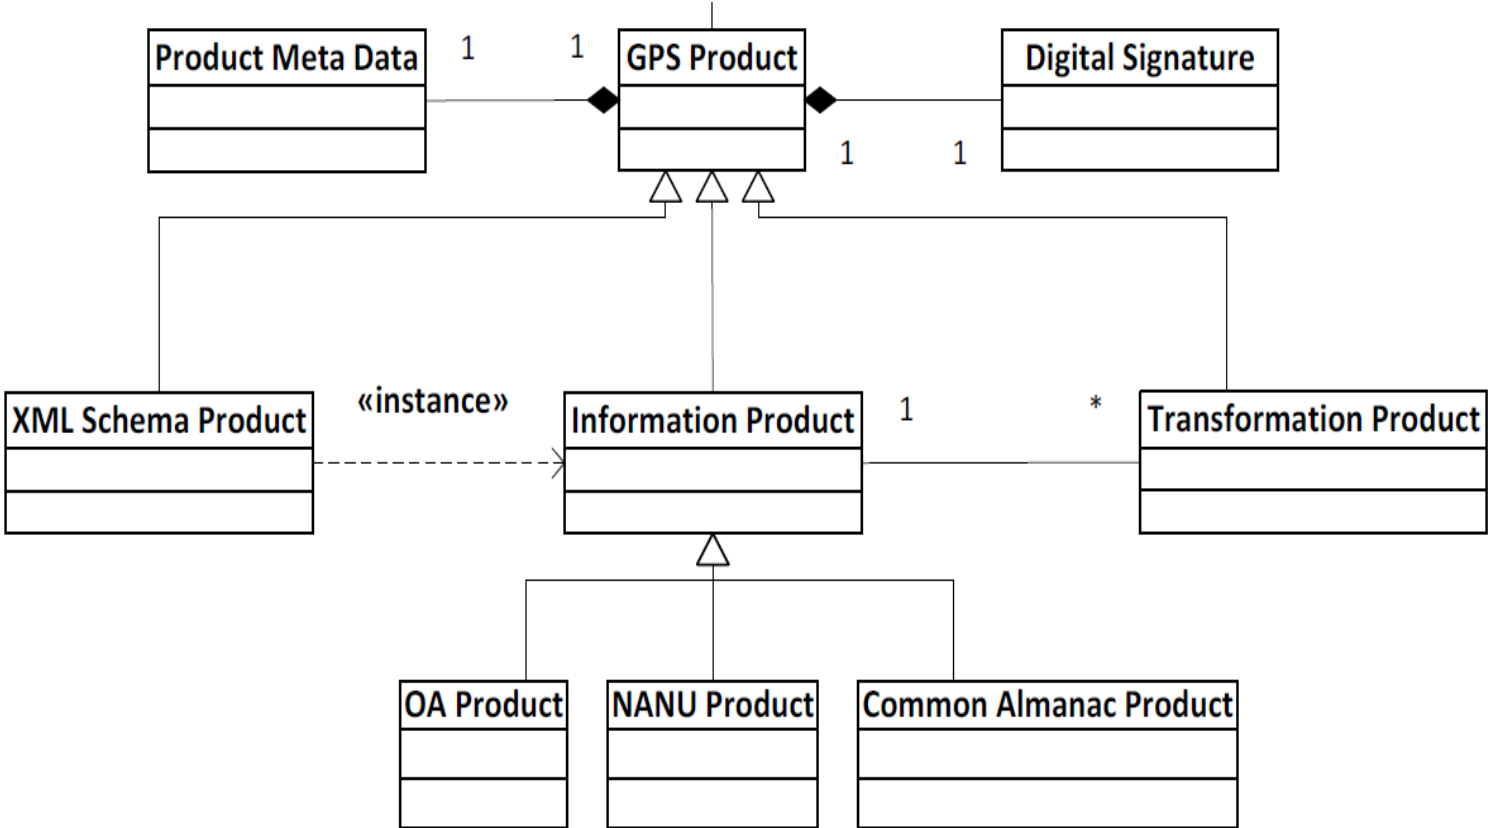 Product Meta Data
1
1
GPS Product
Digital Signature
1
1
XML Schema Product
«instance»
Information Product
1
*
Transformation Product
OA Product
NANU Product
Common Almanac Product